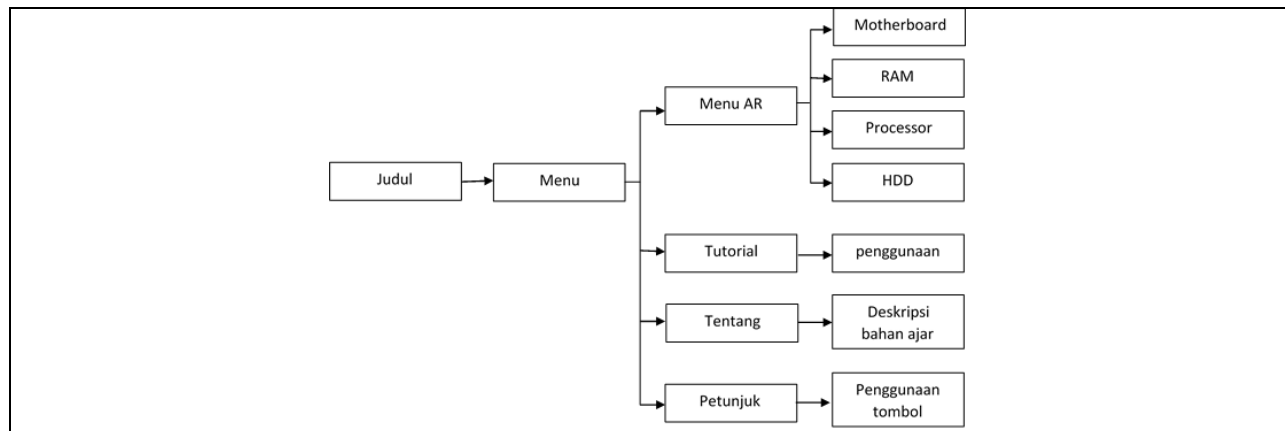 Motherboard
RAM
Menu AR
Processor
Judul
Menu
HDD
Tutorial
penggunaan
Tentang
Deskripsi
bahan ajar
Petunjuk
Penggunaan
tombol